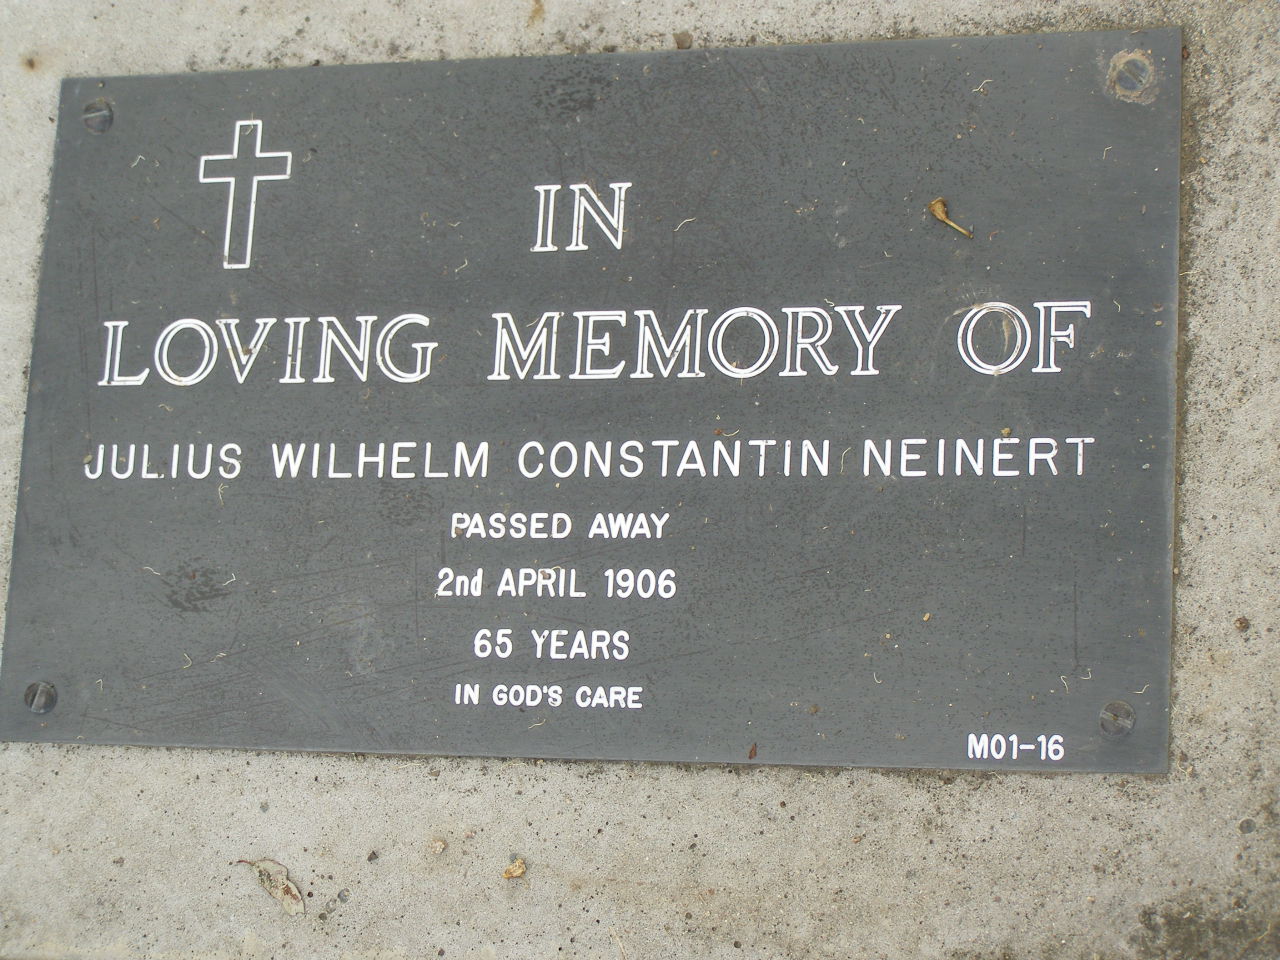 IN
LOVING MEMORY OF
JULIUS WILHELM CONSTANTIN NEINERT
PASSED AWAY
2nd APRIL 1906
65 YEARS
IN GOD'S CARE
M01-16